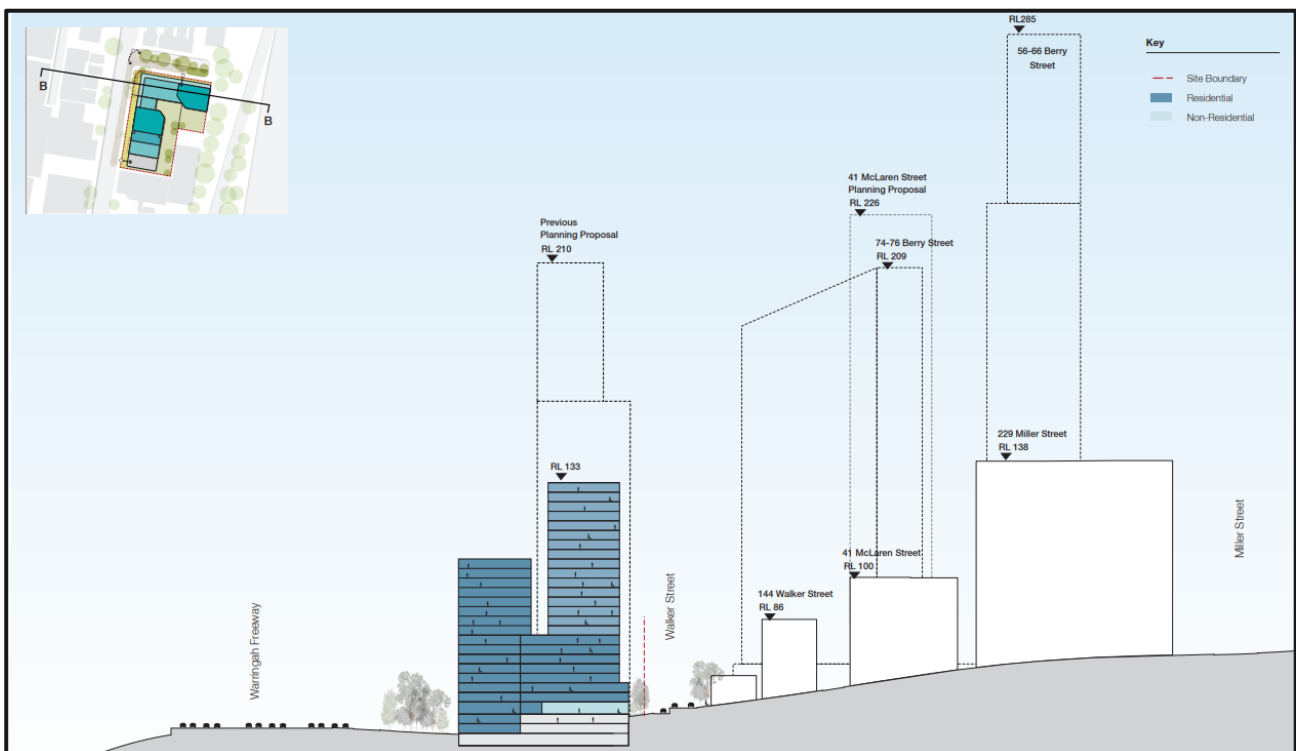 B
B
RL285
56-66 Berry
Street
Key
Site Boundary
Residential
Non-Residential
41 McLaren Street
Planning Proposal
RL 226
Previous
Planning Proposal
RL 210
74-76 Berry Street
RL 209
229 Miller Street
RL 138
RL 133
41 McLaren Street
RL 100
144 Walker Street
RL 86
Warringah Freeway
Walker Street
Miller Street